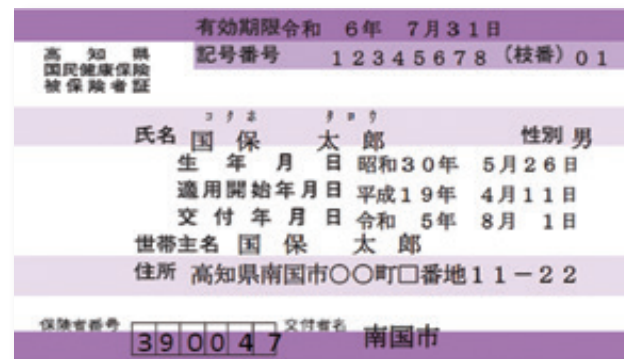 有効期限令和 6年 7月31日
高知県
国民健康保険
被保険者証
記号番号 12345678 (枝番) 01
コクホ タロウ
氏名 国保 太郎 性別 男
生年月日 昭和30年 5月26日
適用開始年月日 平成19年 4月11日
交付年月日 令和 5年 8月 1日
世帯主名 国保 太郎
住所 高知県南国市〇〇町□番地11−22
保険者番号 390047 交付者名 南国市